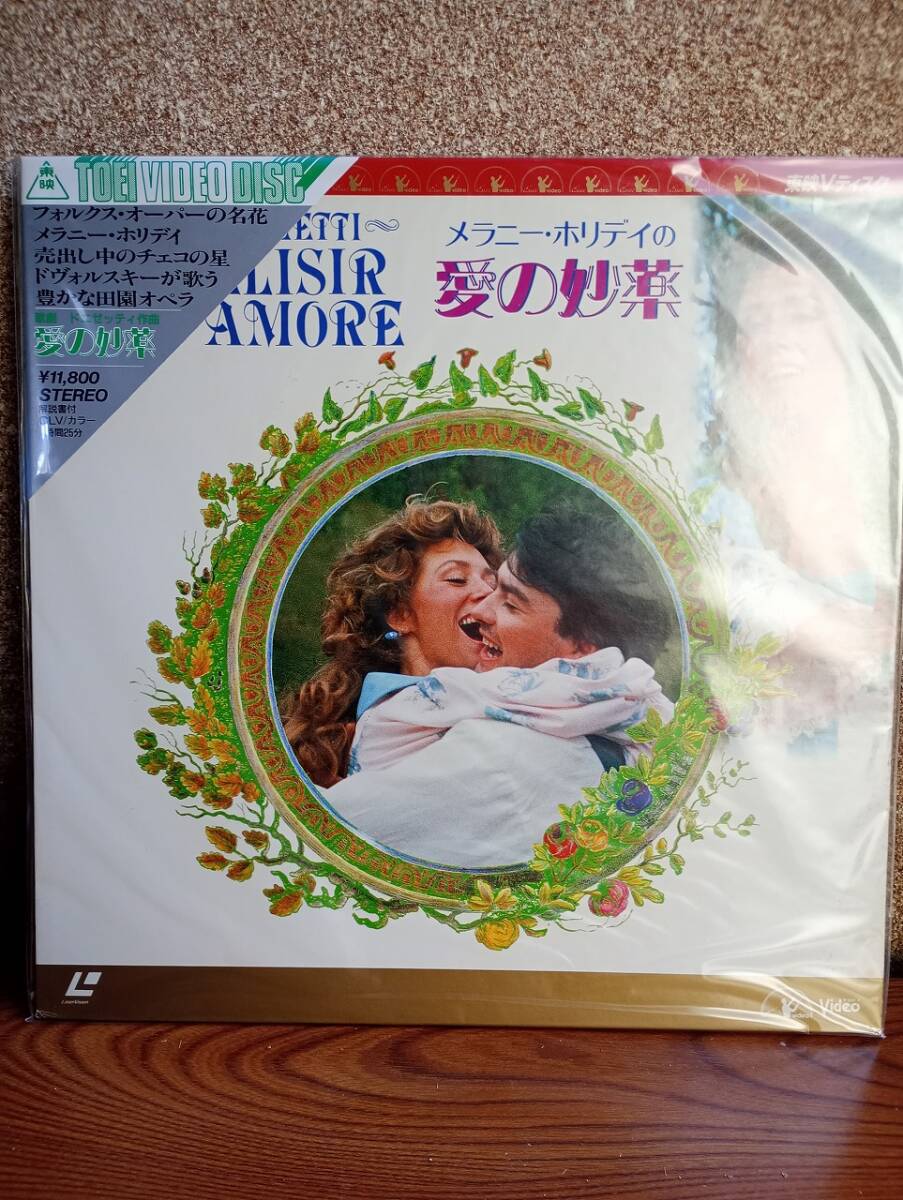 東映
TOEI VIDEO DISC
東映Vディスク
フォルクス・オーパーの名花
メラニー・ホリデイ
売出し中のチェコの星
ドヴォルスキーが歌う
豊かな田園オペラ
歌劇 ドニゼッティ作曲
愛の妙薬
¥11,800
STEREO
解説書付
CLV/カラー
時間25分
ETTI~
LISIR
AMORE
メラニー・ホリデイの
愛の妙薬
LaserVision
Video